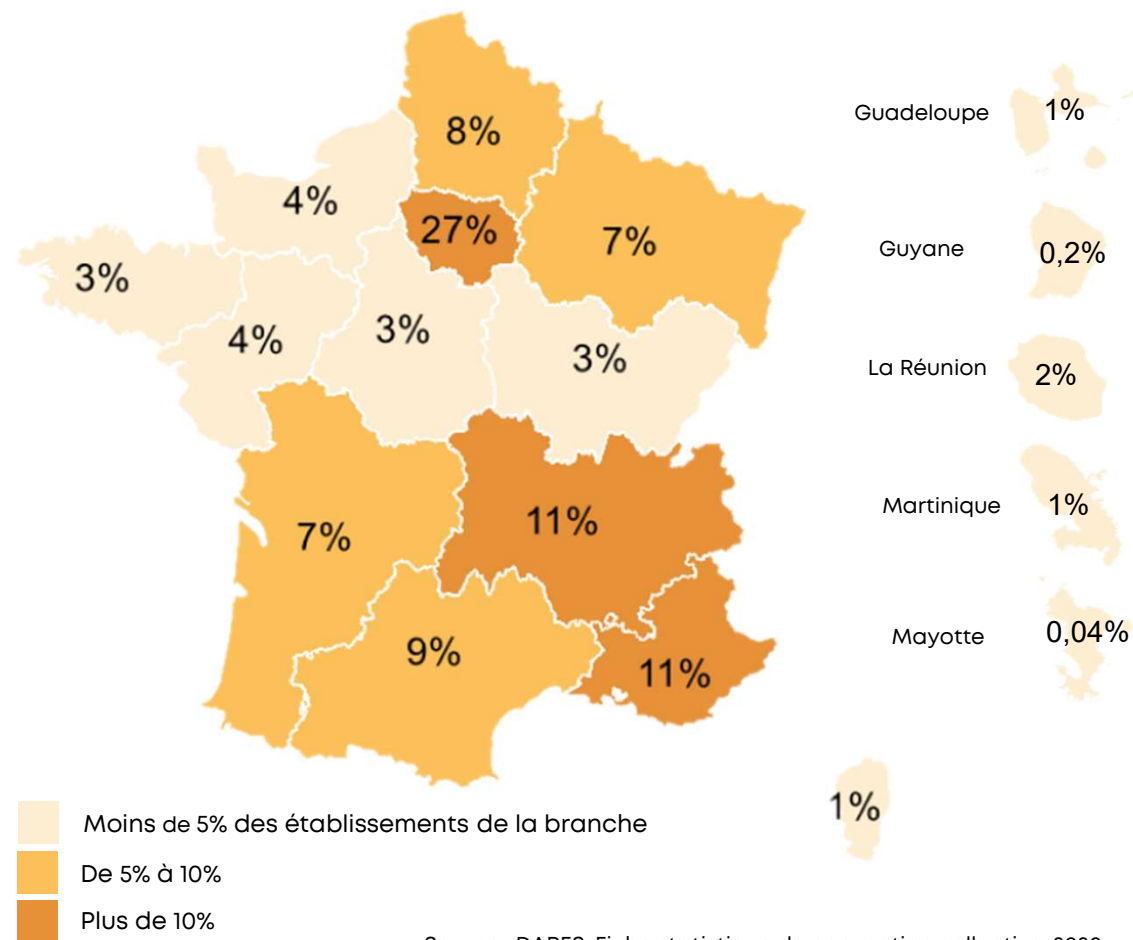 8%
4%
27%
7%
3%
4%
3%
3%
7%
11%
9%
11%
1%
Guadeloupe 1%
Guyane 0,2%
La Réunion 2%
Martinique 1%
Mayotte 0,04%
Moins de 5% des établissements de la branche
De 5% à 10%
Plus de 10%